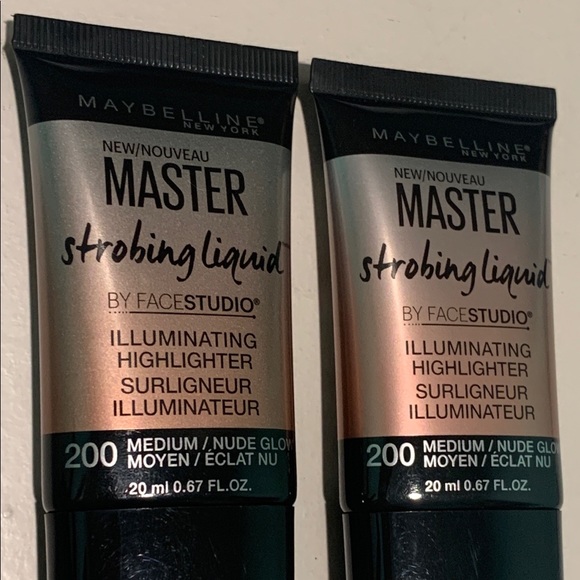 MAYBELLINE®
NEW YORK
NEW/NOUVEAU
MASTER
strobing liquid™
BY FACESTUDIO®
ILLUMINATING
HIGHLIGHTER
SURLIGNEUR
ILLUMINATEUR
200 MEDIUM / NUDE GLOW
MOYEN / ÉCLAT NU
20 ml 0.67 FL.OZ.
MAYBELLINE®
NEW YORK
NEW/NOUVEAU
MASTER
strobing liquid
BY FACESTUDIO®
ILLUMINATING
HIGHLIGHTER
SURLIGNEUR
ILLUMINATEUR
200 MEDIUM / NUDE GLOW
MOYEN / ÉCLAT NU
20 ml 0.67 FL.OZ.